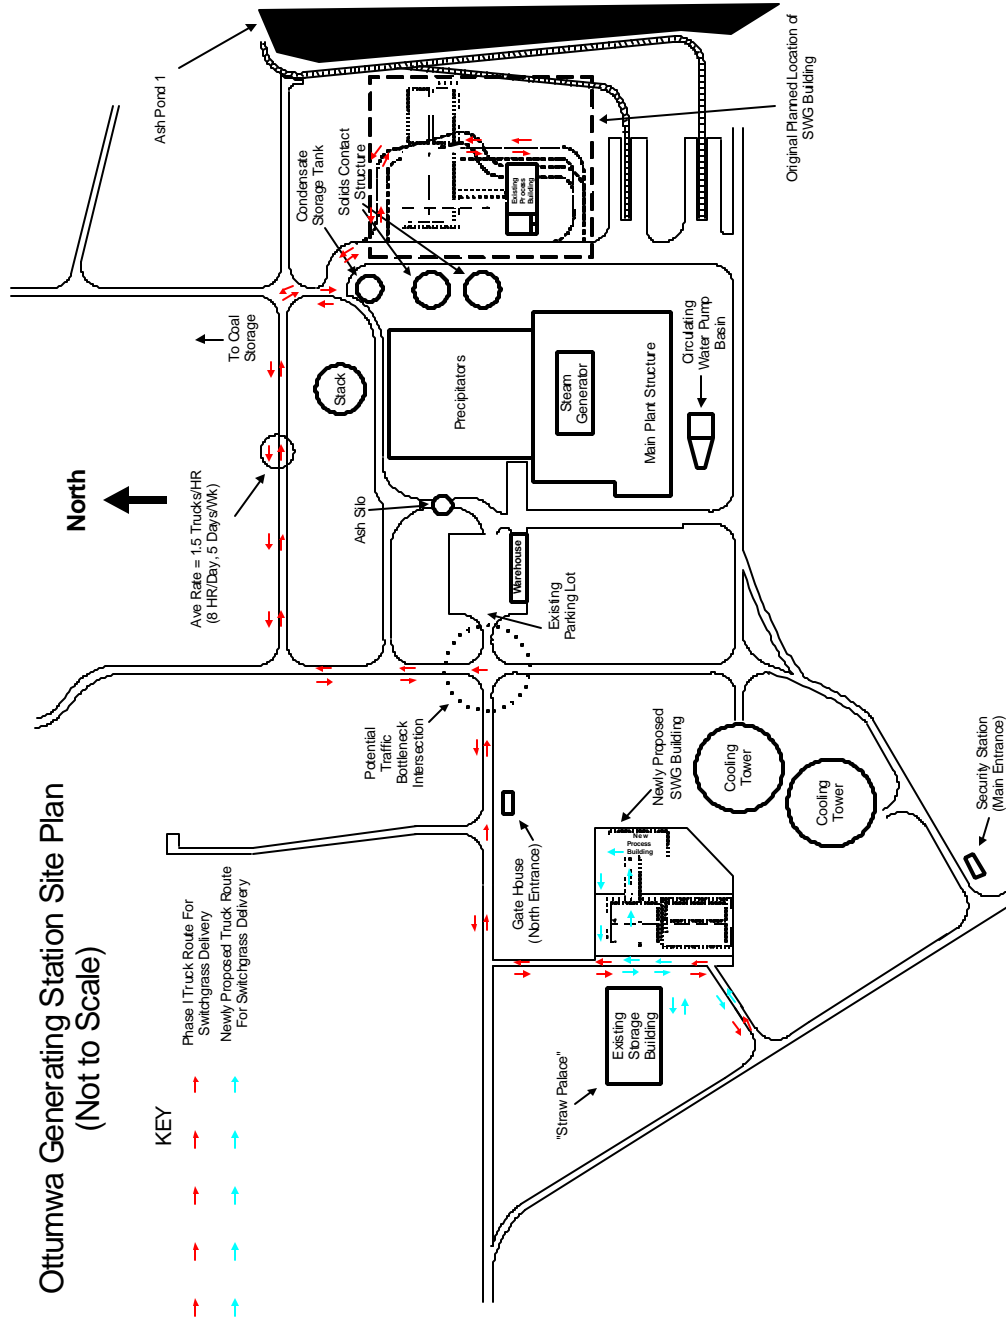 Ottumwa Generating Station Site Plan
(Not to Scale)
KEY
Phase I Truck Route For
Switchgrass Delivery
Newly Proposed Truck Route
For Switchgrass Delivery
North
Ave Rate = 1.5 Trucks/HR
(8 HR/Day, 5 Days/Wk)
To Coal
Storage
Ash Pond 1
Condensate
Storage Tank
Solids Contact
Structure
Stack
Ash Silo
Precipitators
Steam
Generator
Main Plant Structure
Existing
Process
Building
Original Planned Location of
SWG Building
Circulating
Water Pump
Basin
Warehouse
Existing
Parking Lot
Potential
Traffic
Bottleneck
Intersection
Gate House
(North Entrance)
Newly Proposed
SWG Building
New
Process
Building
Cooling
Tower
Cooling
Tower
Existing
Storage
Building
"Straw Palace"
Security Station
(Main Entrance)